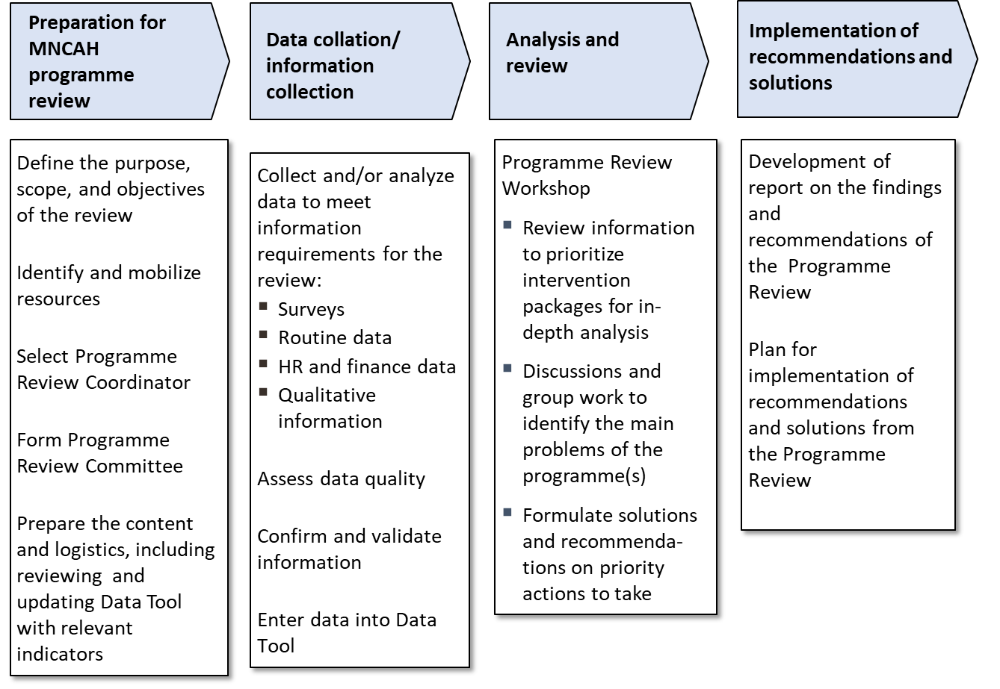 Preparation for
MNCAH
programme
review
Data collation/
information
collection
Analysis and
review
Implementation of
recommendations and
solutions
Define the purpose,
scope, and objectives
of the review
Identify and mobilize
resources
Select Programme
Review Coordinator
Form Programme
Review Committee
Prepare the content
and logistics, including
reviewing and
updating Data Tool
with relevant
indicators
Collect and/or analyze
data to meet
information
requirements for the
review:
▪ Surveys
▪ Routine data
▪ HR and finance data
▪ Qualitative
information
Assess data quality
Confirm and validate
information
Enter data into Data
Tool
Programme Review
Workshop
▪ Review information
to prioritize
intervention
packages for in-
depth analysis
▪ Discussions and
group work to
identify the main
problems of the
programme(s)
▪ Formulate solutions
and recommenda-
tions on priority
actions to take
Development of
report on the findings
and
recommendations of
the Programme
Review
Plan for
implementation of
recommendations
and solutions from
the Programme
Review